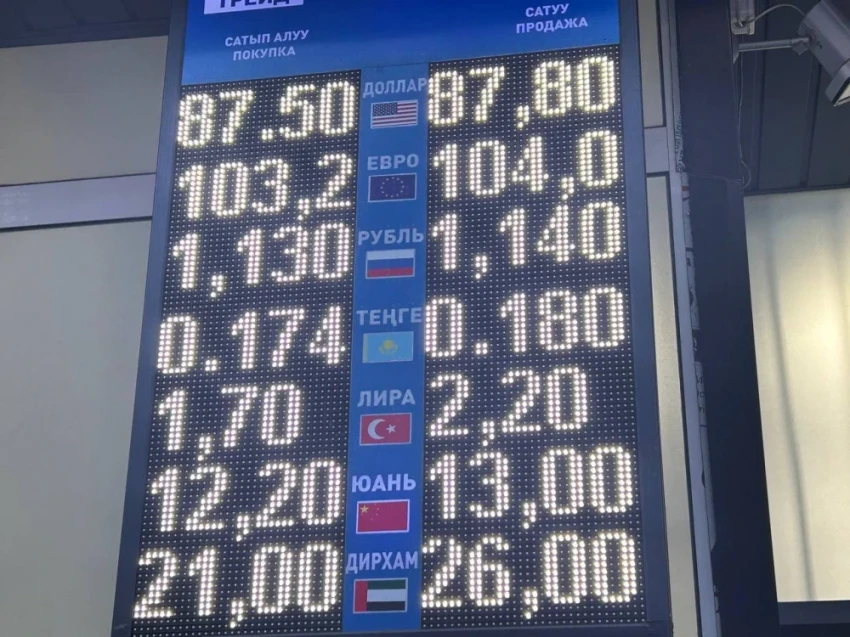 ТРЕЙД
САТЫП АЛУУ
ПОКУПКА
САТУУ
ПРОДАЖА
87.50 ДОЛЛАР 87,80
103,2 ЕВРО 104,0
1,130 РУБЛЬ 1,140
0.174 ТЕҢГЕ 0.180
1,70 ЛИРА 2,20
12,20 ЮАНЬ 13,00
21,00 ДИРХАМ 26,00